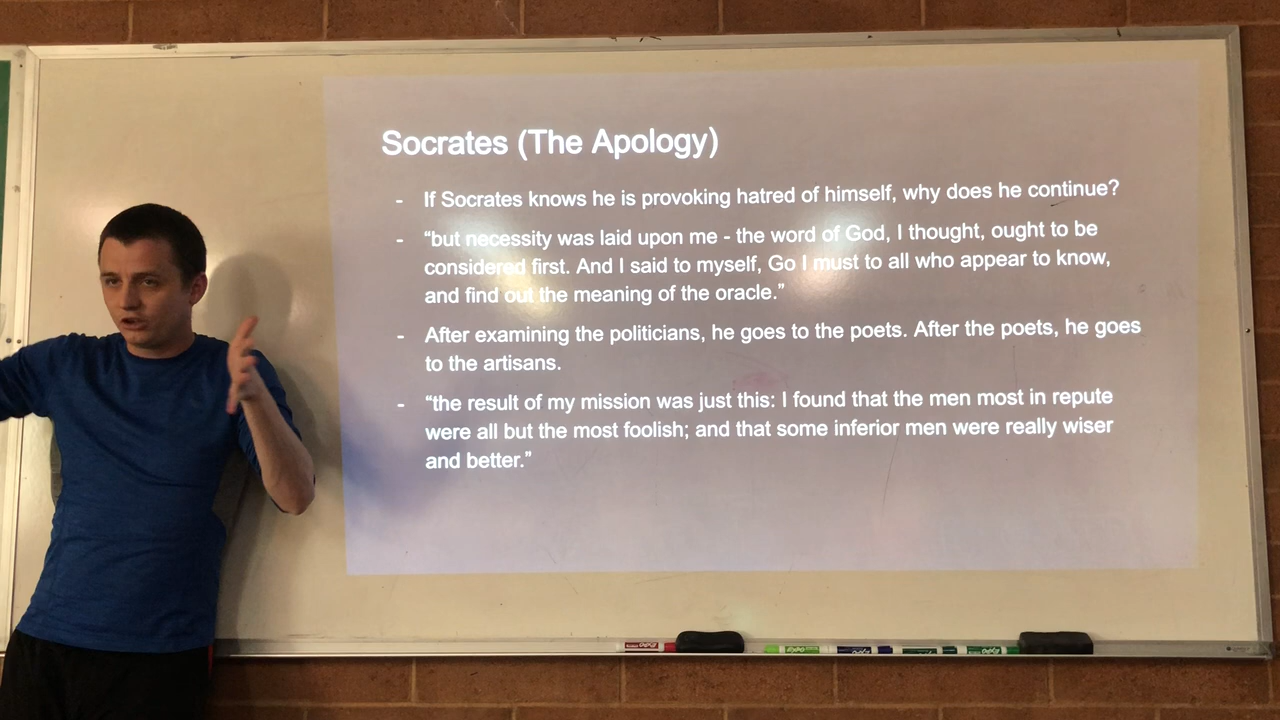 Socrates (The Apology)
- If Socrates knows he is provoking hatred of himself, why does he continue?
- “but necessity was laid upon me - the word of God, I thought, ought to be
considered first. And I said to myself, Go I must to all who appear to know,
and find out the meaning of the oracle.”
- After examining the politicians, he goes to the poets. After the poets, he goes
to the artisans.
- “the result of my mission was just this: I found that the men most in repute
were all but the most foolish; and that some inferior men were really wiser
and better.”